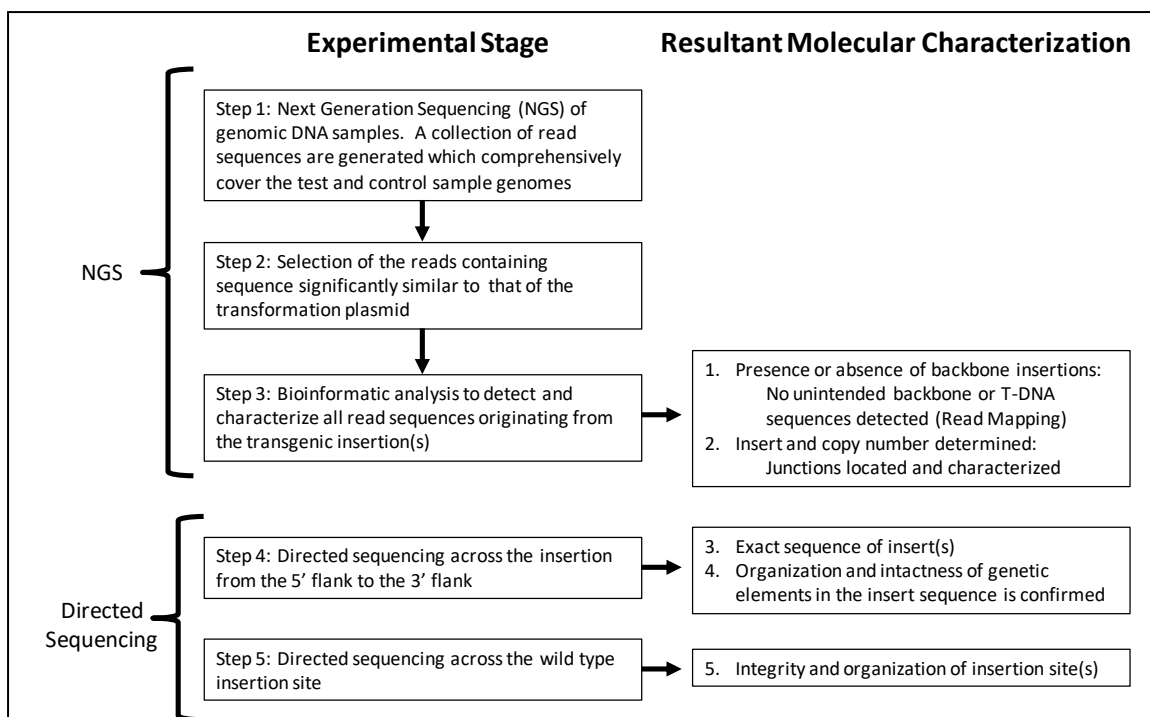 Experimental Stage
Resultant Molecular Characterization
NGS
Step 1: Next Generation Sequencing (NGS) of
genomic DNA samples.  A collection of read
sequences are generated which comprehensively
cover the test and control sample genomes
Step 2: Selection of the reads containing
sequence significantly similar to  that of the
transformation plasmid
Step 3: Bioinformatic analysis to detect and
characterize all read sequences originating from
the transgenic insertion(s)
1. Presence or absence of backbone insertions:
No unintended backbone or T-DNA
sequences detected (Read Mapping)
2. Insert and copy number determined:
Junctions located and characterized
Directed
Sequencing
Step 4: Directed sequencing across the insertion
from the 5’ flank to the 3’ flank
3. Exact sequence of insert(s)
4. Organization and intactness of genetic
elements in the insert sequence is confirmed
Step 5: Directed sequencing across the wild type
insertion site
5. Integrity and organization of insertion site(s)